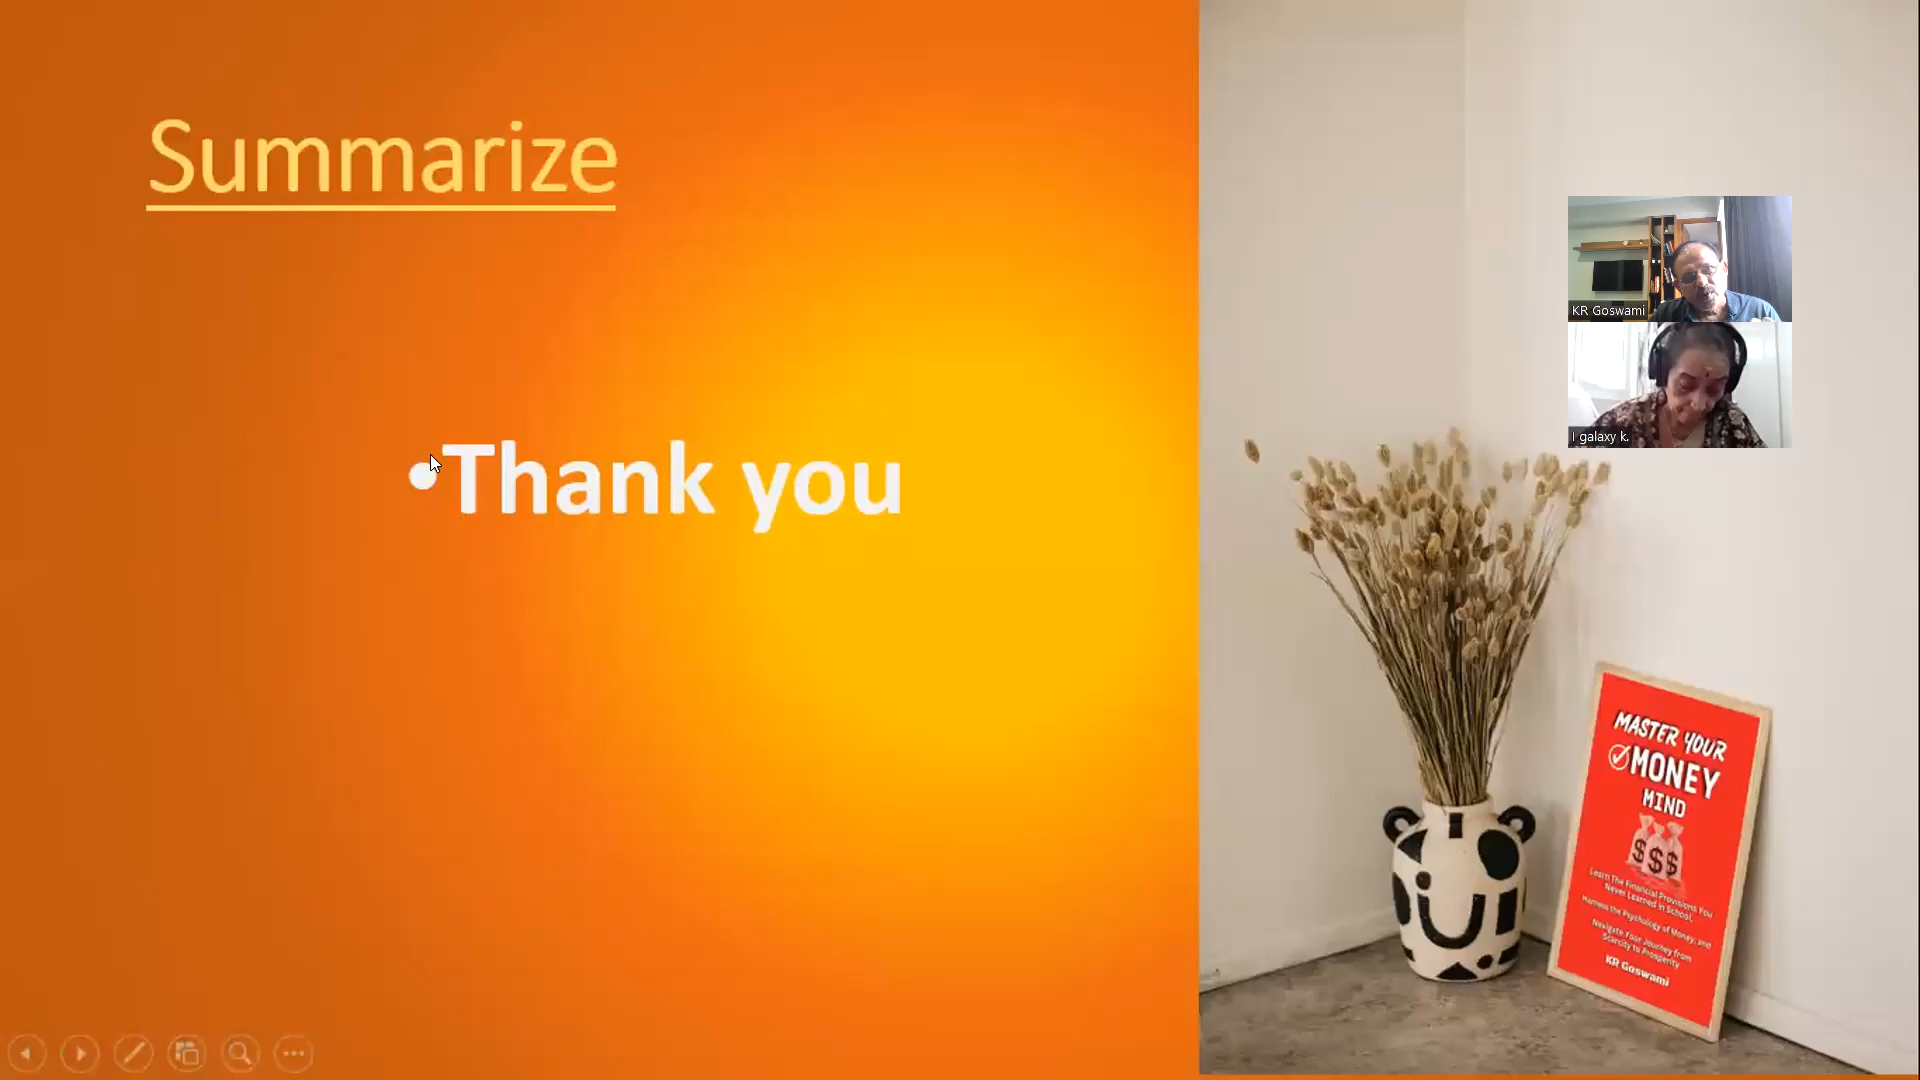 Summarize
•Thank you
KR Goswami
I galaxy k.
MASTER YOUR
MONEY
MIND
$$$
Learn The Financial Provisions You
Never Learned in School,
Harness the Psychology of Money, and
Navigate Your Journey from
Scarcity to Prosperity
KR Goswami